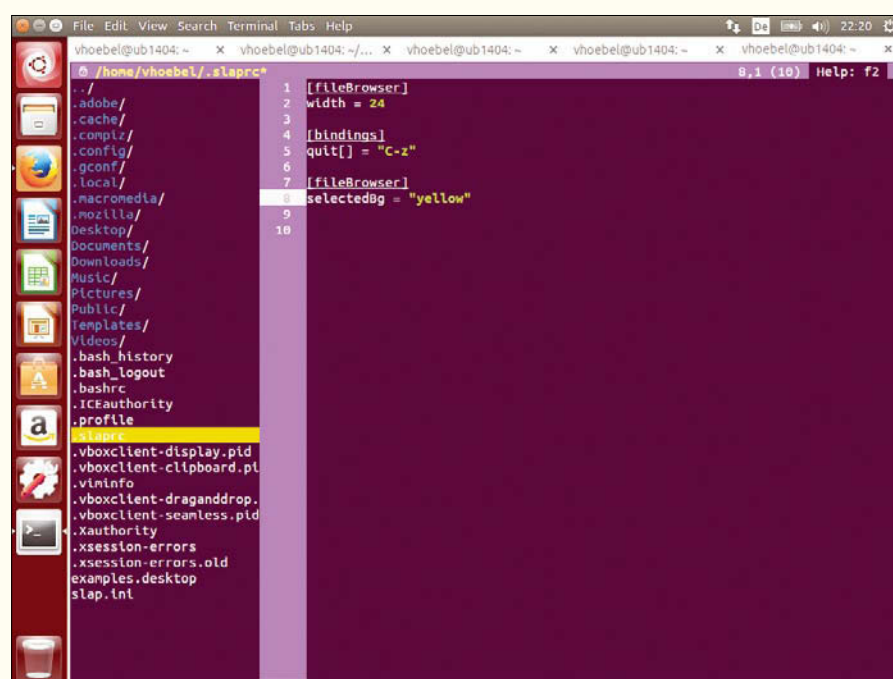 File Edit View Search Terminal Tabs Help
De 22:20
vhoebel@ub1404: ~ x vhoebel@ub1404: ~/... x vhoebel@ub1404: ~ x vhoebel@ub1404: ~ x vhoebel@ub1404: ~ x
/home/vhoebel/.slaprc* 8,1 (10) Help: f2
../
.adobe/
.cache/
.compiz/
.config/
.gconf/
.local/
.macromedia/
.mozilla/
Desktop/
Documents/
Downloads/
Music/
Pictures/
Public/
Templates/
Videos/
.bash_history
.bash_logout
.bashrc
.ICEauthority
.profile
.slaprc
.vboxclient-display.pid
.vboxclient-clipboard.pi
.viminfo
.vboxclient-draganddrop.
.vboxclient-seamless.pid
.Xauthority
.xsession-errors
.xsession-errors.old
examples.desktop
slap.ini
1 [fileBrowser]
2 width = 24
3
4 [bindings]
5 quit[] = "C-z"
6
7 [fileBrowser]
8 selectedBg = "yellow"
9
10
A
a
>_